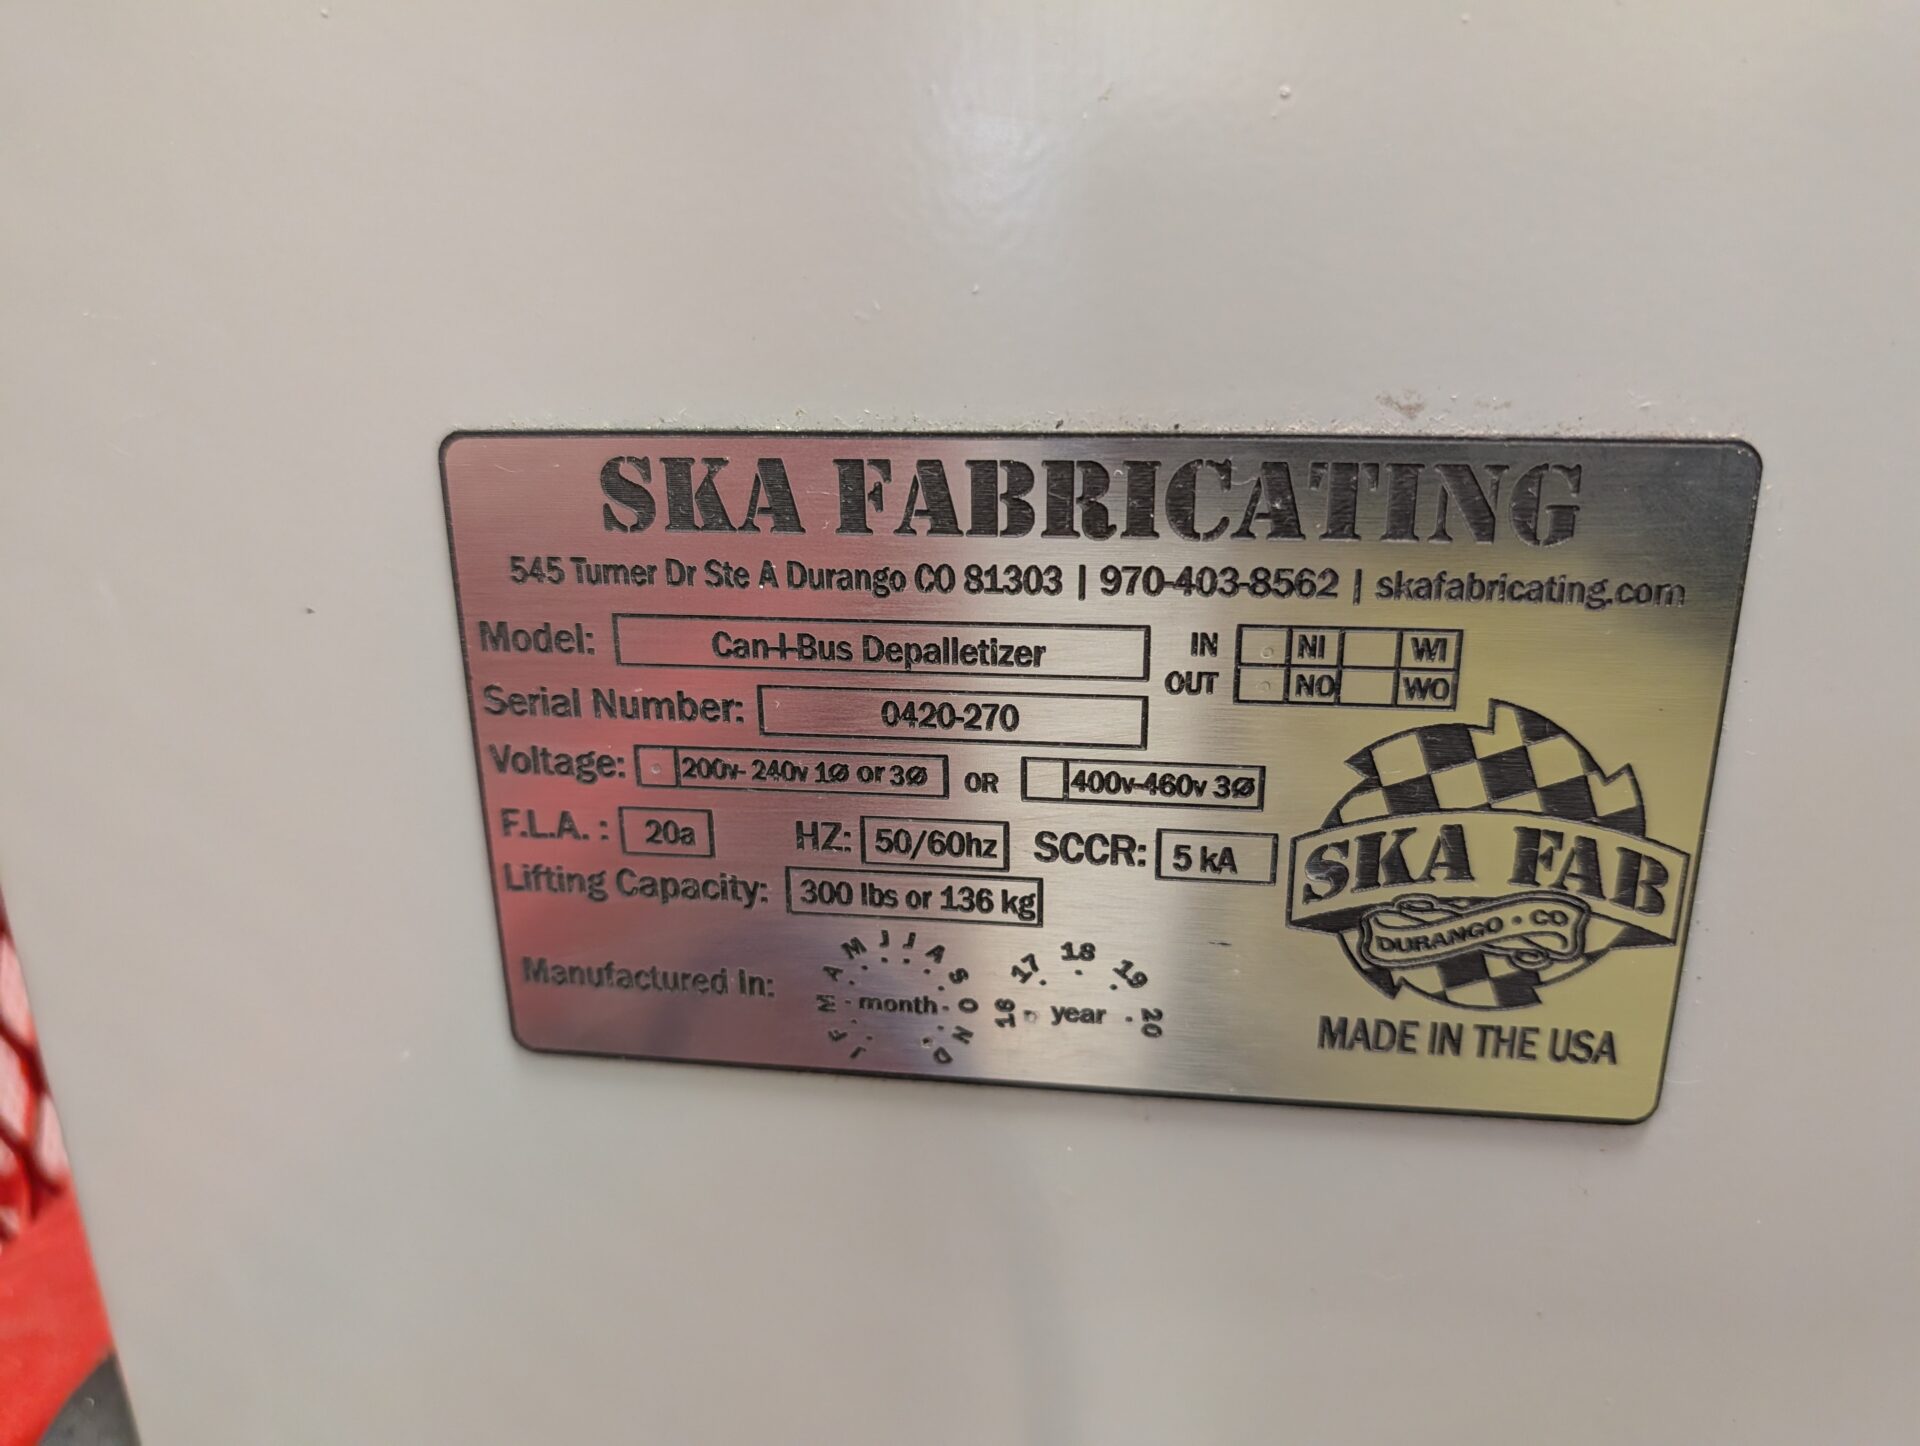 SKA FABRICATING
545 Turner Dr Ste A Durango CO 81303 | 970-403-8562 | skafabricating.com
Model: Can-I-Bus Depalletizer
IN NI WI
OUT NO WO
Serial Number: 0420-270
Voltage: 200v-240v 1Ø or 3Ø OR 400v-460v 3Ø
F.L.A. : 20a HZ: 50/60hz SCCR: 5 kA
Lifting Capacity: 300 lbs or 136 kg
Manufactured In: J F M A M J J A S O N D month 16 17 18 19 20 year
SKA FAB
DURANGO • CO
MADE IN THE USA